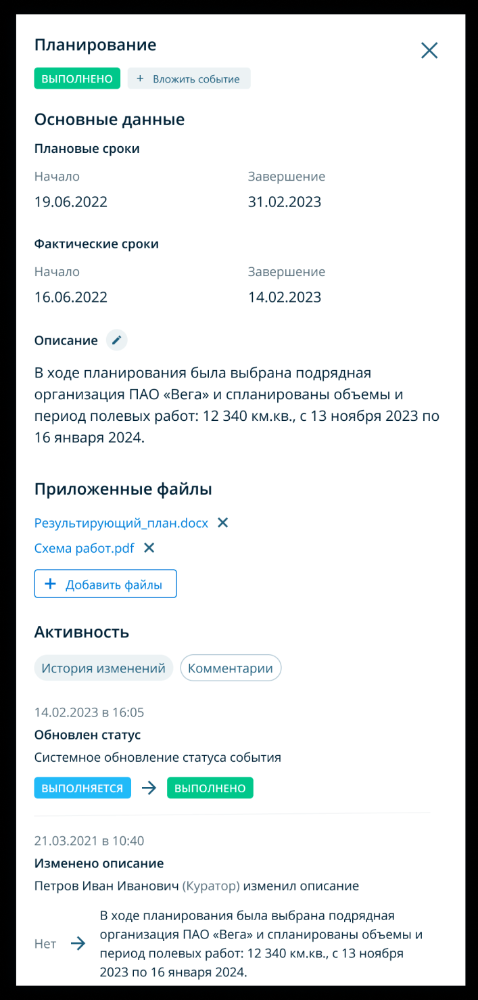 Планирование
ВЫПОЛНЕНО + Вложить событие
Основные данные
Плановые сроки
Начало Завершение
19.06.2022 31.02.2023
Фактические сроки
Начало Завершение
16.06.2022 14.02.2023
Описание
В ходе планирования была выбрана подрядная
организация ПАО «Вега» и спланированы объемы и
период полевых работ: 12 340 км.кв., с 13 ноября 2023 по
16 января 2024.
Приложенные файлы
Результирующий_план.docx
Схема работ.pdf
+ Добавить файлы
Активность
История изменений Комментарии
14.02.2023 в 16:05
Обновлен статус
Системное обновление статуса события
ВЫПОЛНЯЕТСЯ → ВЫПОЛНЕНО
21.03.2021 в 10:40
Изменено описание
Петров Иван Иванович (Куратор) изменил описание
Нет →
В ходе планирования была выбрана подрядная
организация ПАО «Вега» и спланированы объемы и
период полевых работ: 12 340 км.кв., с 13 ноября
2023 по 16 января 2024.